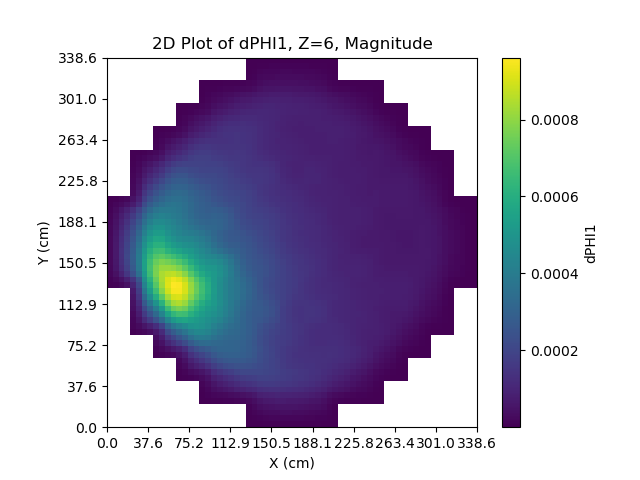 2D Plot of dPHI1, Z=6, Magnitude
338.6
301.0
263.4
225.8
188.1
150.5
112.9
75.2
37.6
0.0
Y (cm)
0.0 37.6 75.2 112.9 150.5 188.1 225.8 263.4 301.0 338.6
X (cm)
0.0008
0.0006
0.0004
0.0002
dPHI1